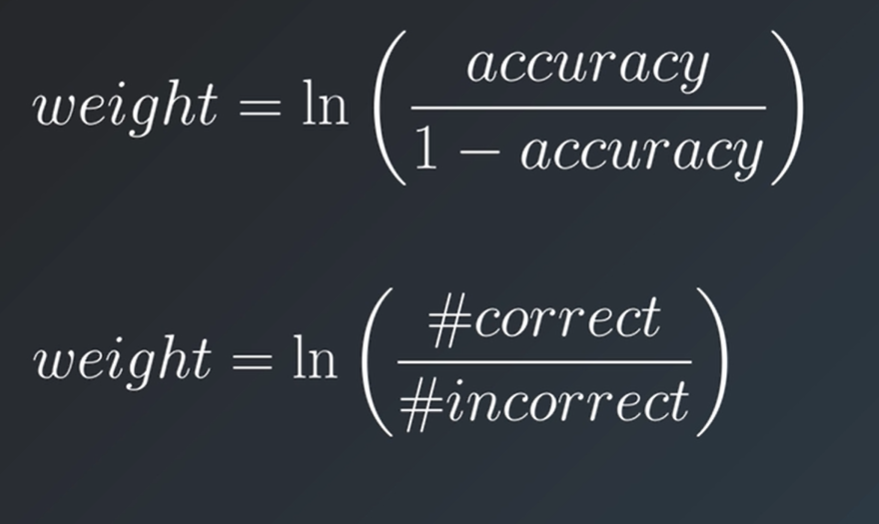 weight = ln ( accuracy / 1 − accuracy )
weight = ln ( #correct / #incorrect )